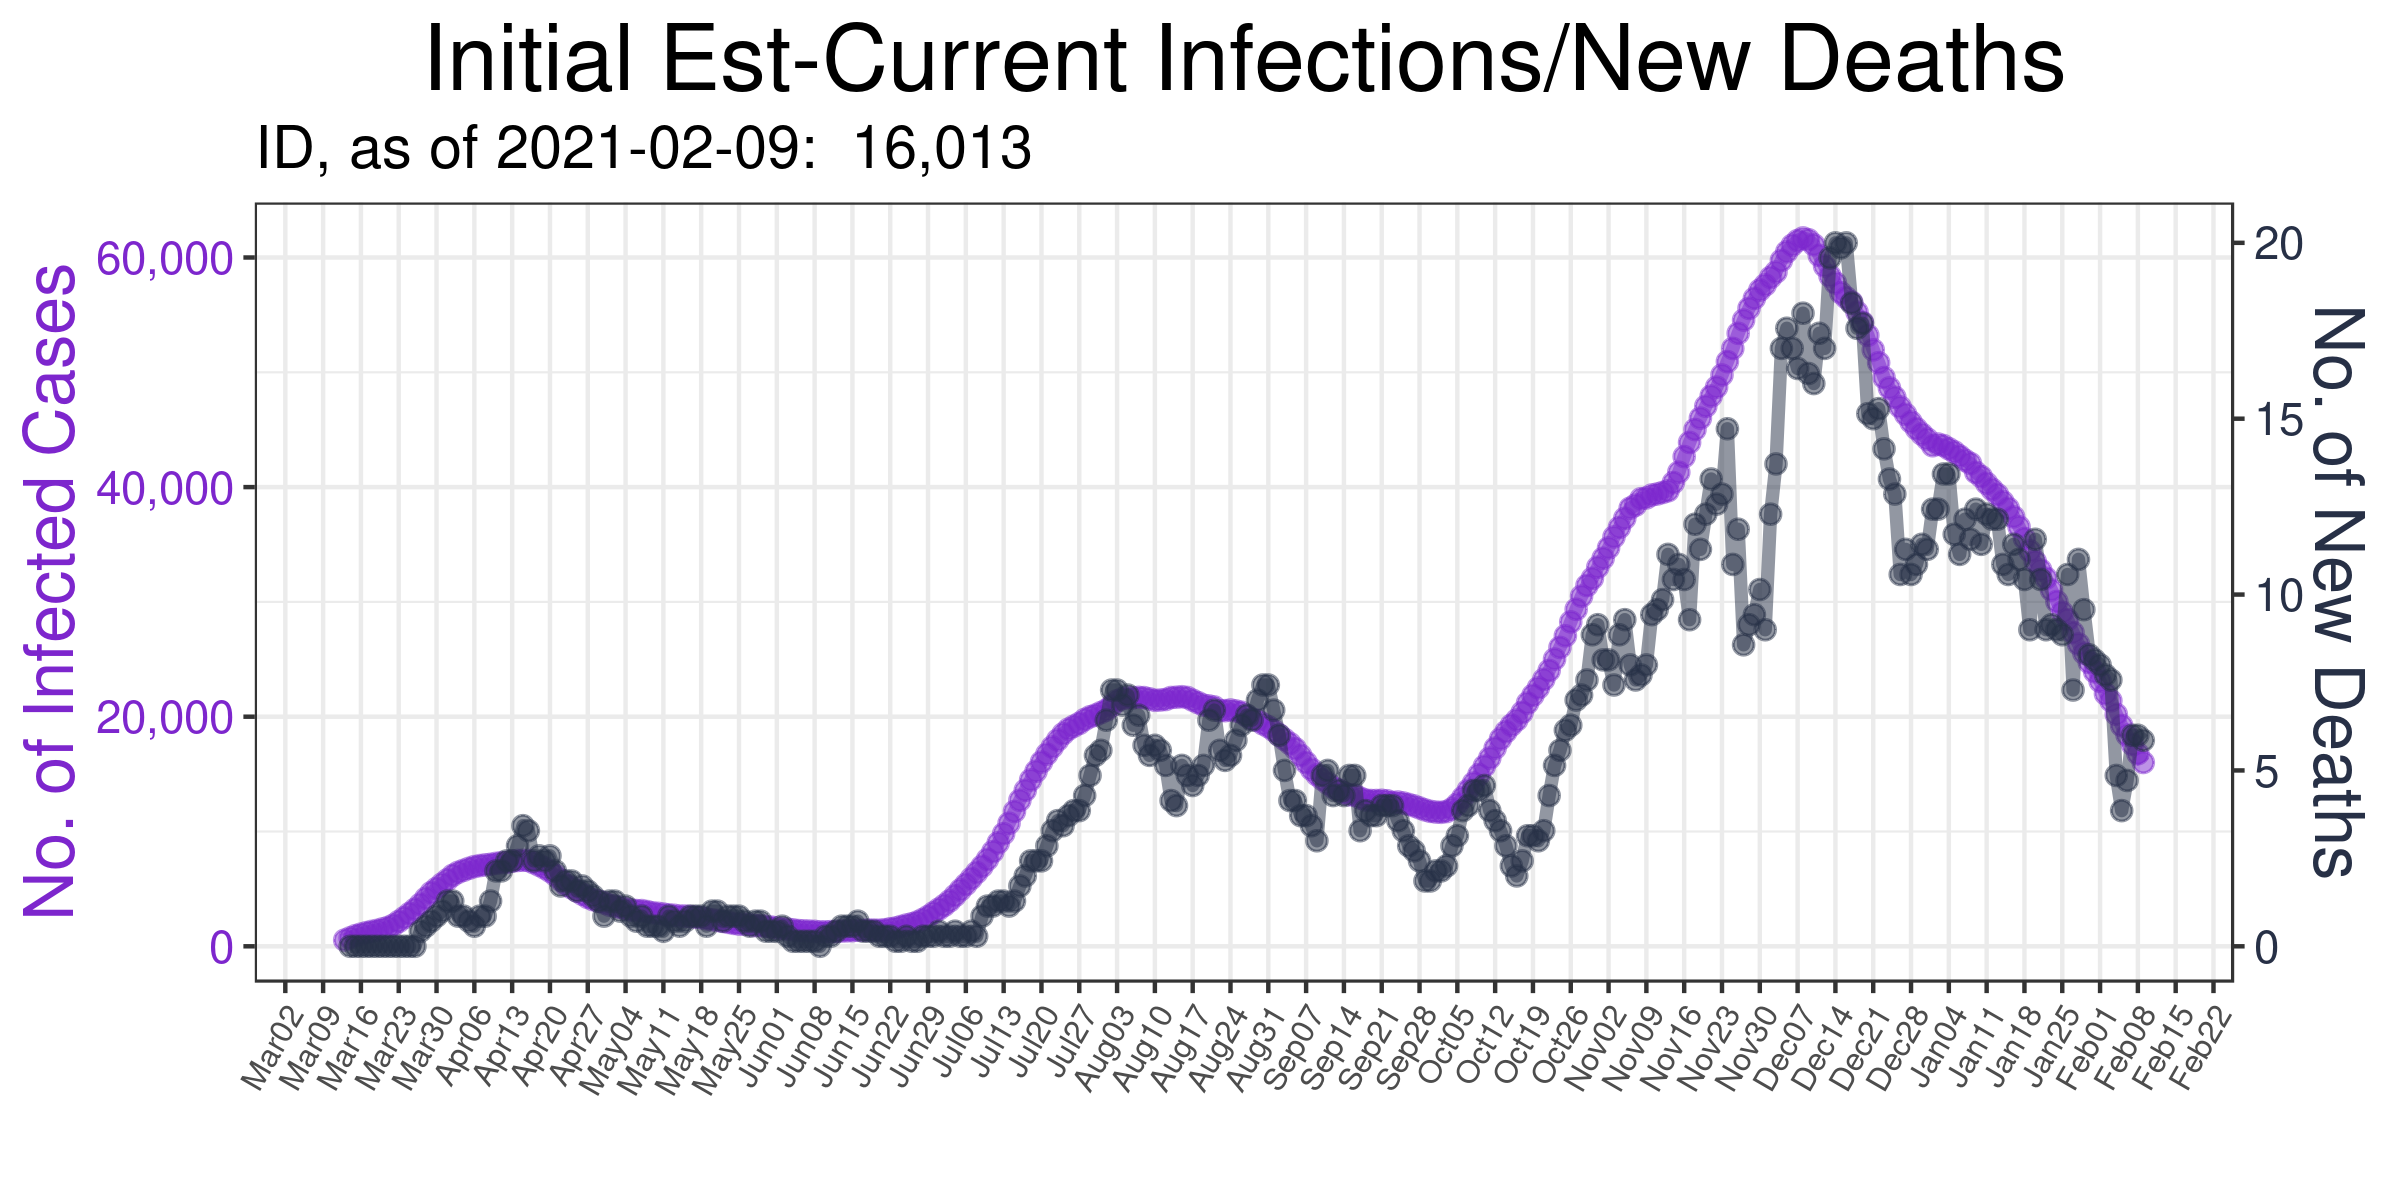 Initial Est-Current Infections/New Deaths
ID, as of 2021-02-09: 16,013
No. of Infected Cases
60,000
40,000
20,000
0
20
15
10
5
0
No. of New Deaths
Mar02
Mar09
Mar16
Mar23
Mar30
Apr06
Apr13
Apr20
Apr27
May04
May11
May18
May25
Jun01
Jun08
Jun15
Jun22
Jun29
Jul06
Jul13
Jul20
Jul27
Aug03
Aug10
Aug17
Aug24
Aug31
Sep07
Sep14
Sep21
Sep28
Oct05
Oct12
Oct19
Oct26
Nov02
Nov09
Nov16
Nov23
Nov30
Dec07
Dec14
Dec21
Dec28
Dec04
Jan11
Jan18
Jan25
Feb01
Feb08
Feb15
Feb22